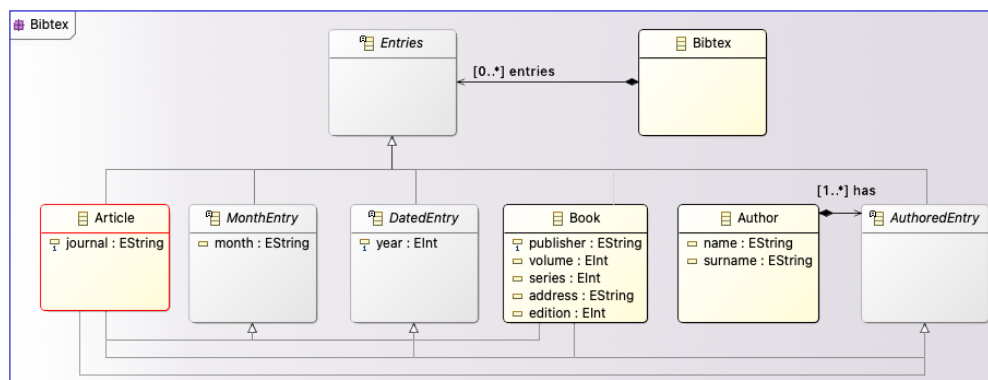 Bibtex
Entries
Bibtex
[0..*] entries
[1..*] has
Article
MonthEntry
DatedEntry
Book
Author
AuthoredEntry
journal : EString
month : EString
year : EInt
publisher : EString
volume : EInt
series : EInt
address : EString
edition : EInt
name : EString
surname : EString